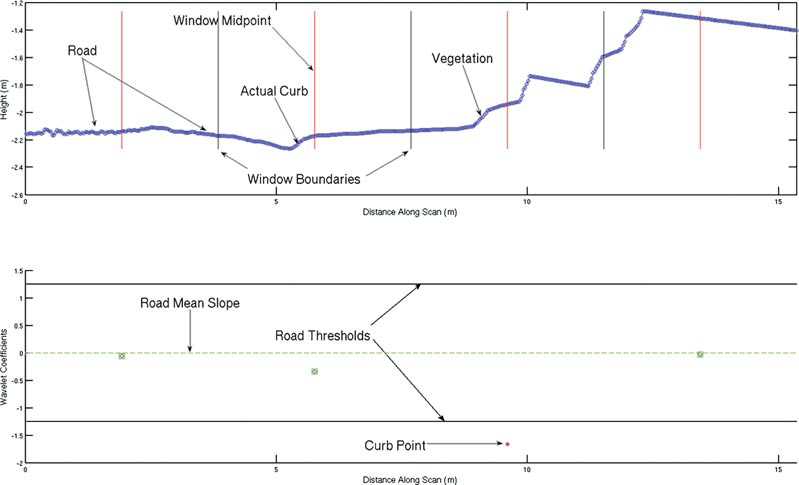 -1.2
-1.4
-1.6
-1.8
-2
-2.2
-2.4
-2.6
Height (m)
Window Midpoint
Road
Vegetation
Actual Curb
Window Boundaries
0
5
10
15
Distance Along Scan (m)
1.5
1
0.5
0
-0.5
-1
-1.5
-2
Wavelet Coefficients
Road Mean Slope
Road Thresholds
Curb Point
0
5
10
15
Distance Along Scan (m)